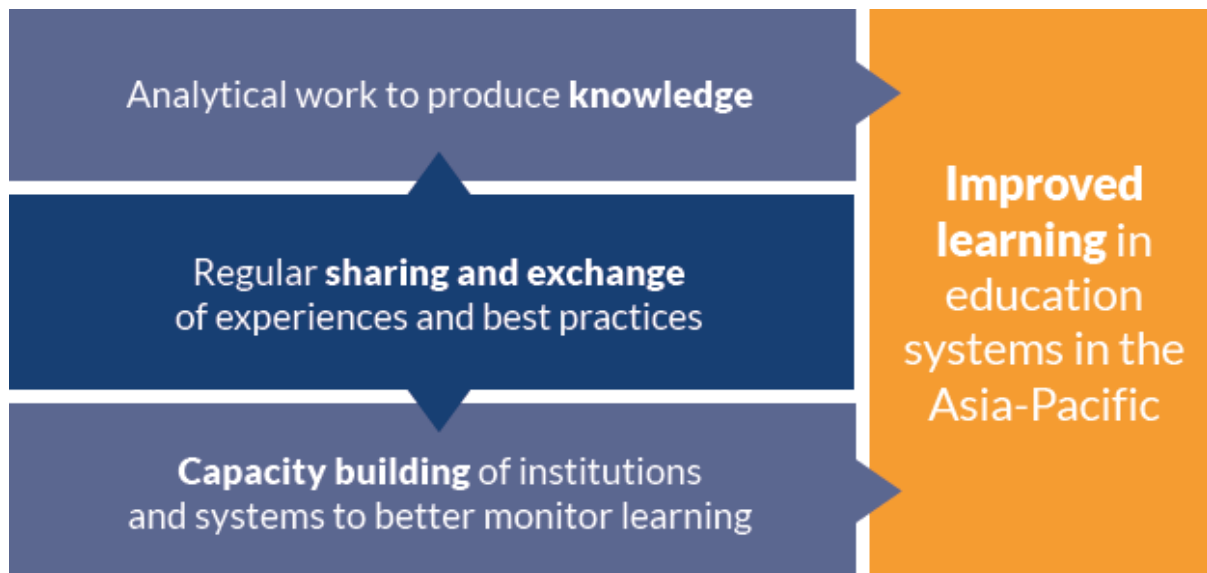 Analytical work to produce knowledge
Regular sharing and exchange
of experiences and best practices
Capacity building of institutions
and systems to better monitor learning
Improved
learning in
education
systems in the
Asia-Pacific